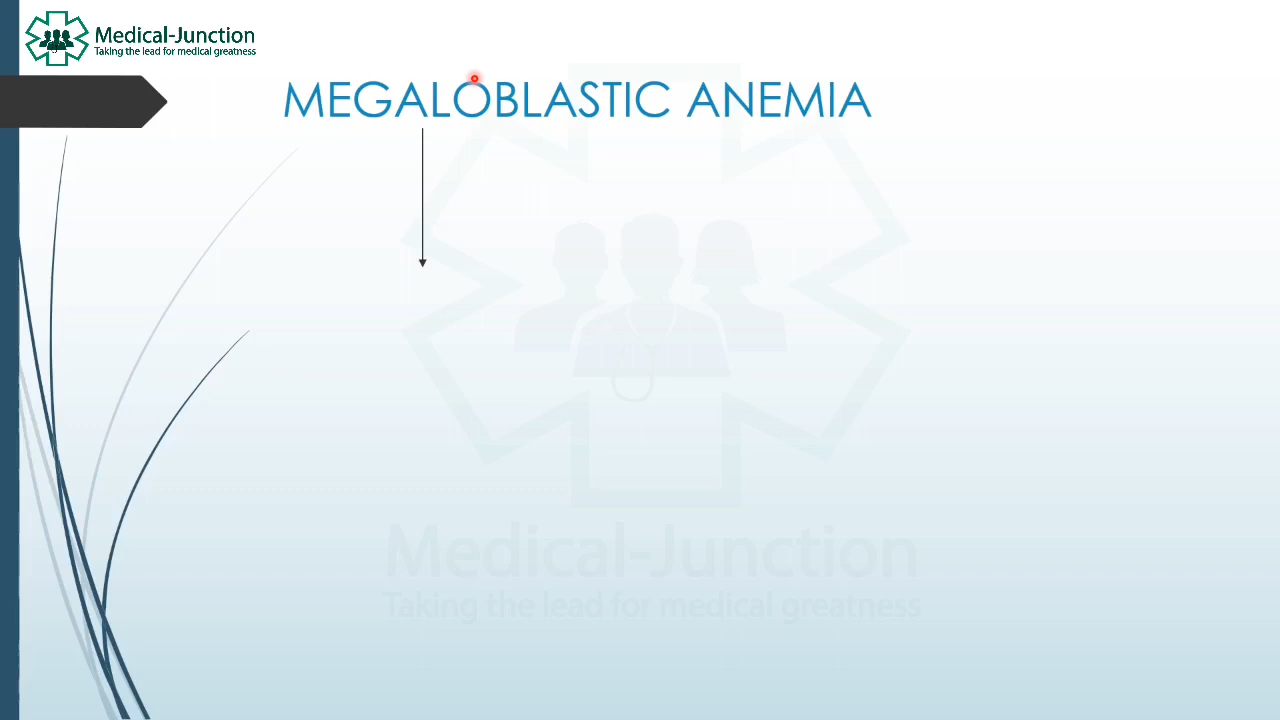 Medical-Junction
Taking the lead for medical greatness
MEGALOBLASTIC ANEMIA
Medical-Junction
Taking the lead for medical greatness